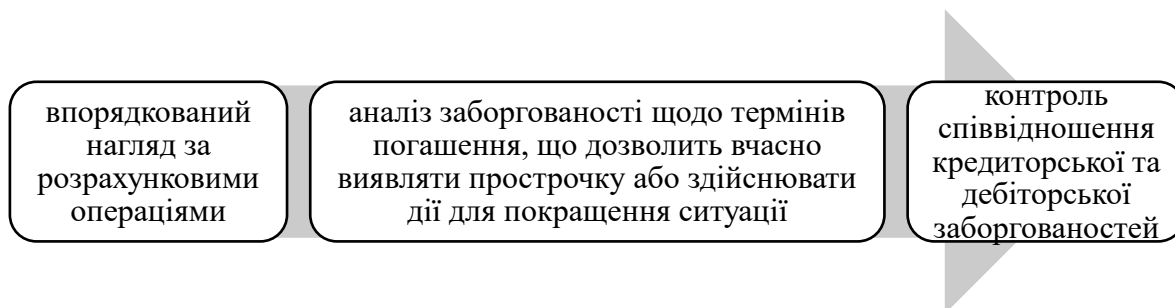 впорядкований
нагляд за
розрахунковими
операціями
аналіз заборгованості щодо термінів
погашення, що дозволить вчасно
виявляти прострочку або здійснювати
дії для покращення ситуації
контроль
співвідношення
кредиторської та
дебіторської
заборгованостей